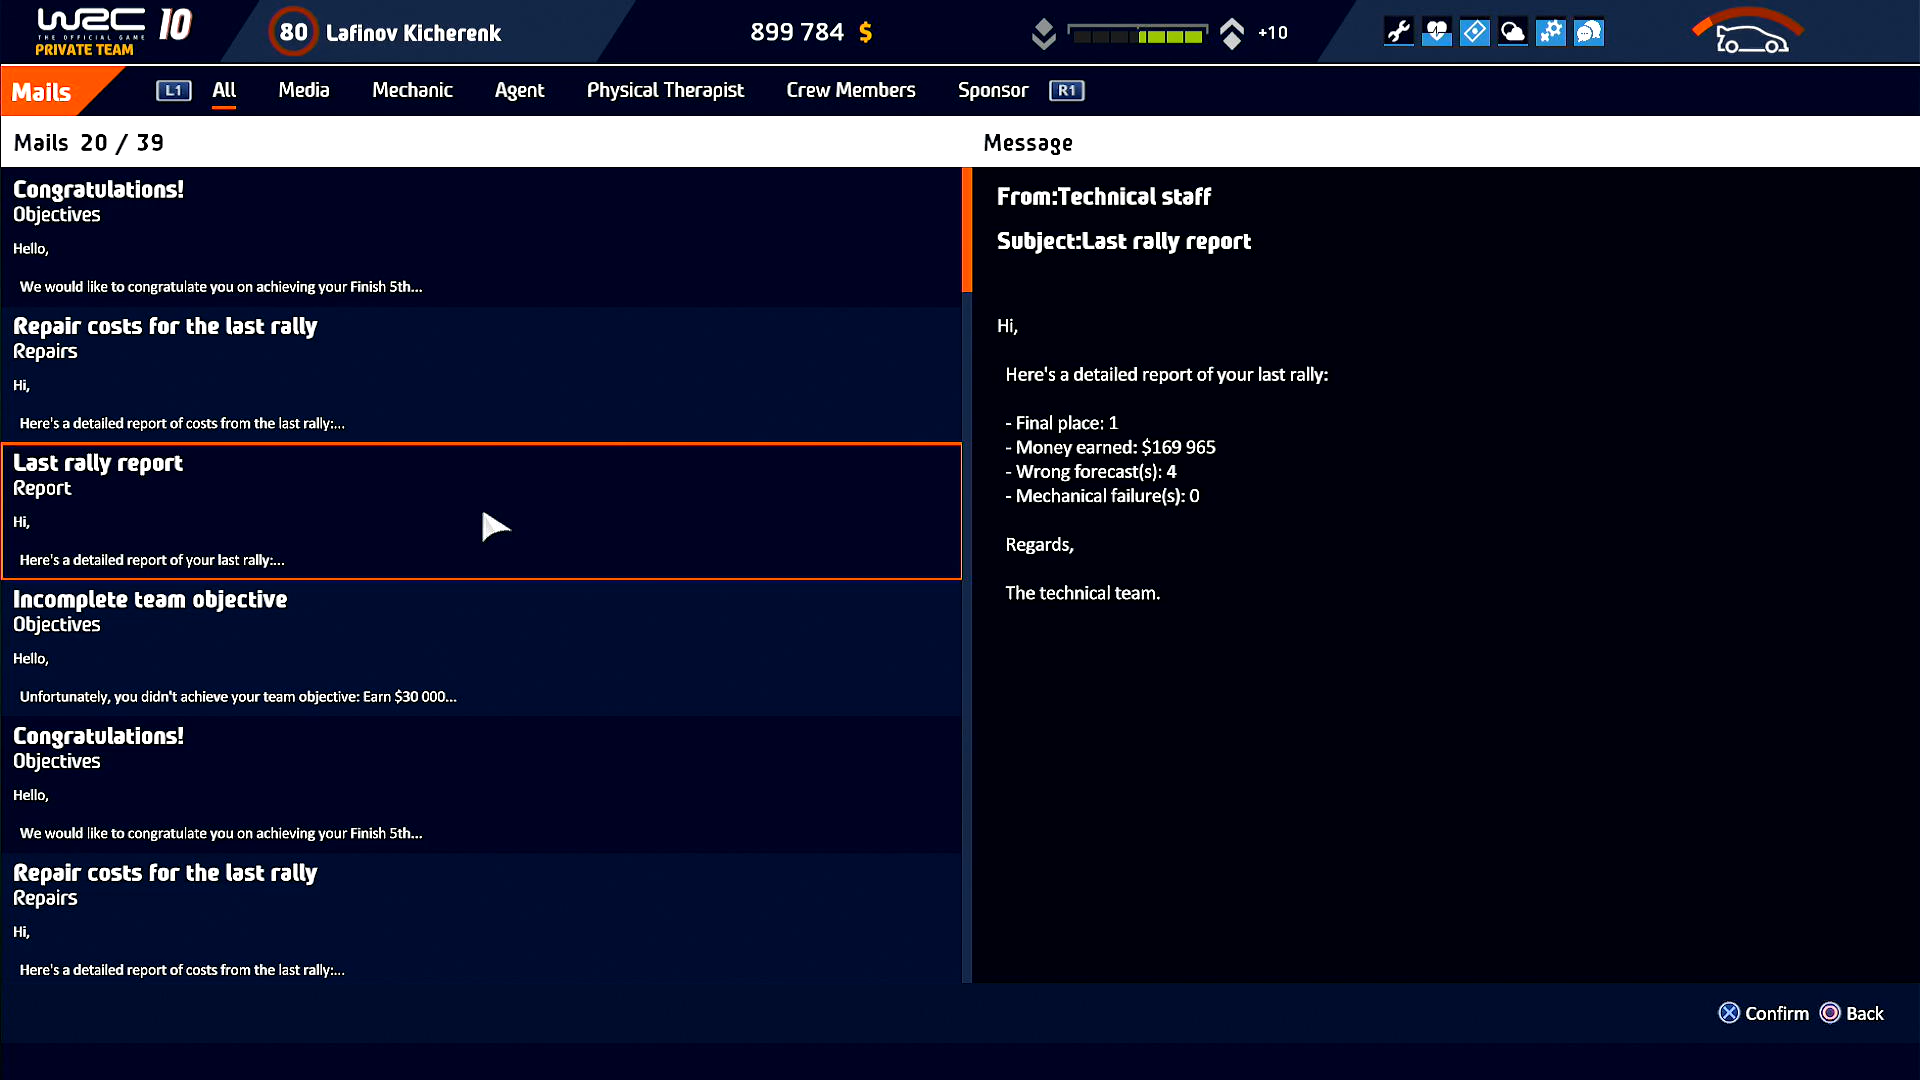 WRC 10
THE OFFICIAL GAME
PRIVATE TEAM
80 Lafinov Kicherenk
899 784 $
+10
Mails
L1 All Media Mechanic Agent Physical Therapist Crew Members Sponsor R1
Mails 20 / 39
Congratulations!
Objectives
Hello,
We would like to congratulate you on achieving your Finish 5th...
Repair costs for the last rally
Repairs
Hi,
Here's a detailed report of costs from the last rally:...
Last rally report
Report
Hi,
Here's a detailed report of your last rally:...
Incomplete team objective
Objectives
Hello,
Unfortunately, you didn't achieve your team objective: Earn $30 000...
Congratulations!
Objectives
Hello,
We would like to congratulate you on achieving your Finish 5th...
Repair costs for the last rally
Repairs
Hi,
Here's a detailed report of costs from the last rally:...
Message
From:Technical staff
Subject:Last rally report
Hi,
Here's a detailed report of your last rally:
- Final place: 1
- Money earned: $169 965
- Wrong forecast(s): 4
- Mechanical failure(s): 0
Regards,
The technical team.
Confirm Back